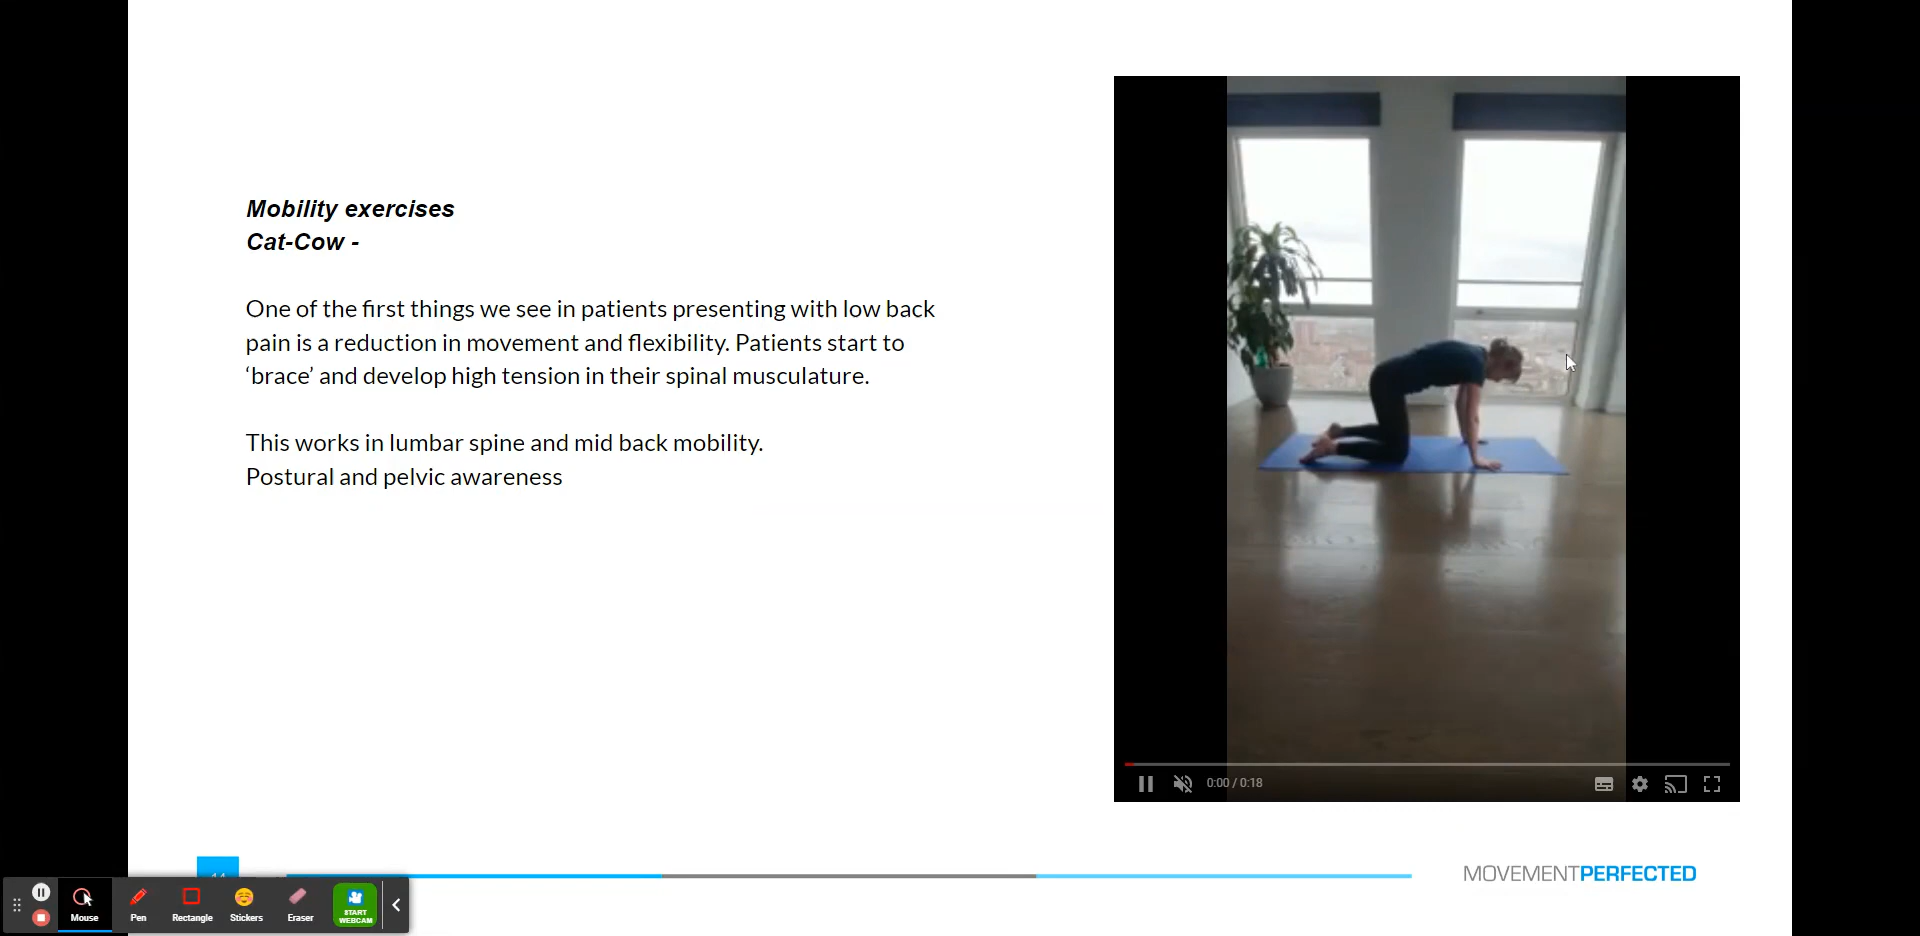 Mobility exercises
Cat-Cow -
One of the first things we see in patients presenting with low back
pain is a reduction in movement and flexibility. Patients start to
‘brace’ and develop high tension in their spinal musculature.
This works in lumbar spine and mid back mobility.
Postural and pelvic awareness
0:00 / 0:18
MOVEMENTPERFECTED
Mouse
Pen
Rectangle
Stickers
Eraser
START
WEBCAM